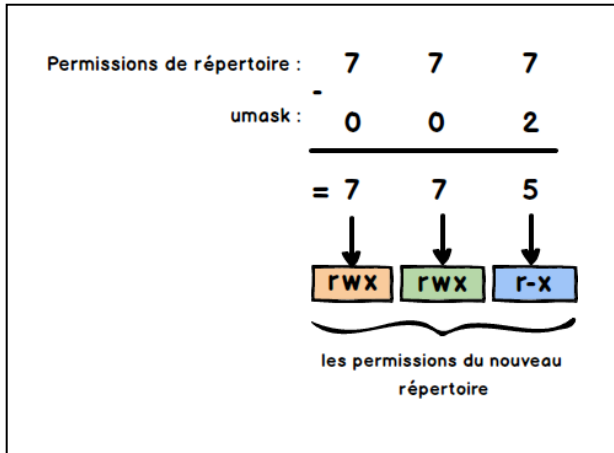 Permissions de répertoire : 7 7 7
-
umask : 0 0 2
= 7 7 5
rwx rwx r-x
les permissions du nouveau
répertoire